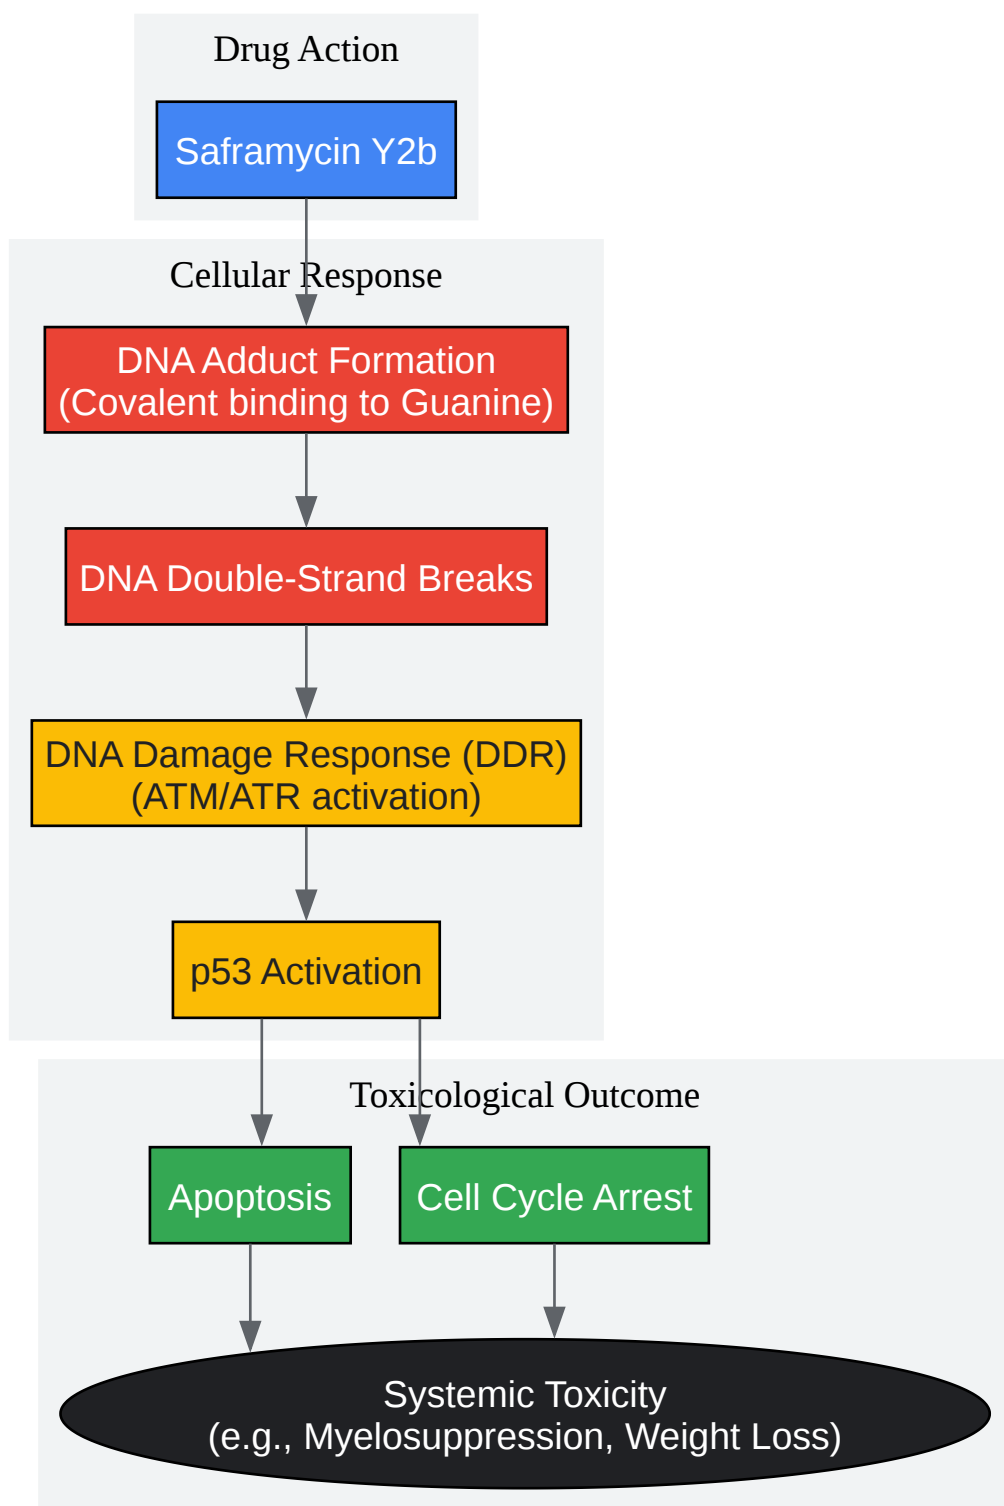 Drug Action
Saframycin Y2b
Cellular Response
DNA Adduct Formation
(Covalent binding to Guanine)
DNA Double-Strand Breaks
DNA Damage Response (DDR)
(ATM/ATR activation)
p53 Activation
Toxicological Outcome
Apoptosis
Cell Cycle Arrest
Systemic Toxicity
(e.g., Myelosuppression, Weight Loss)